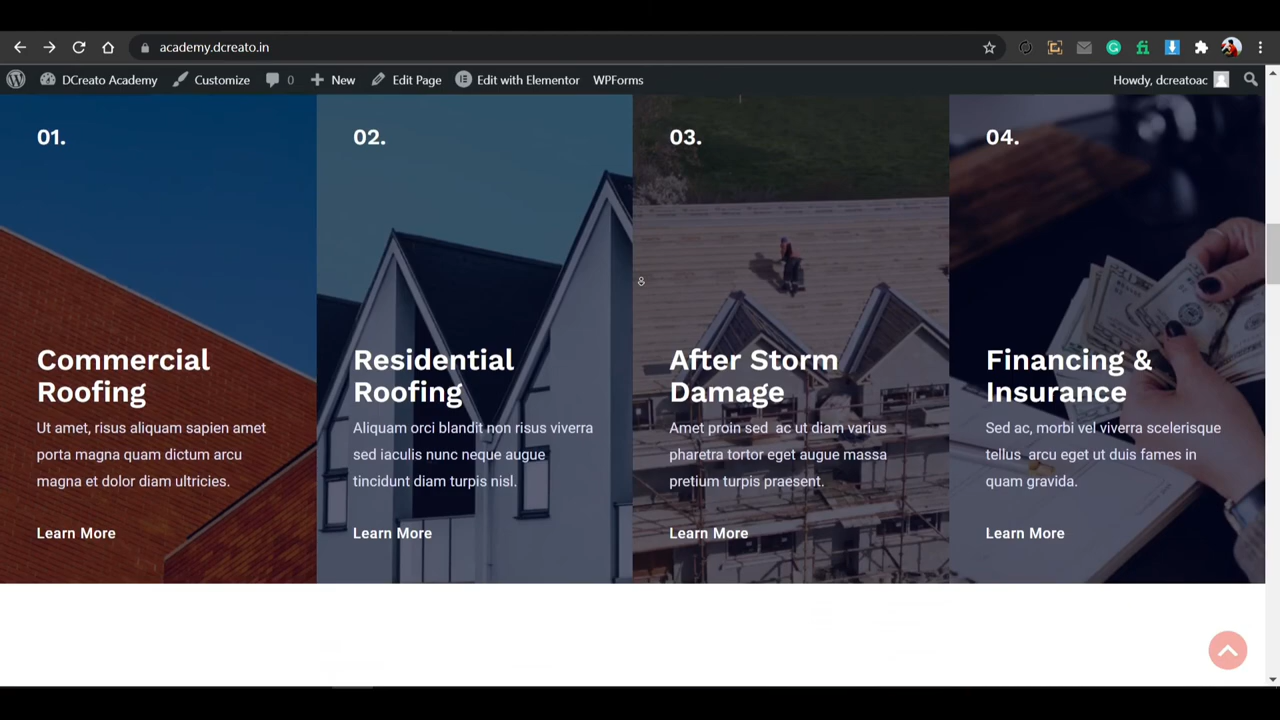 academy.dcreato.in
DCreato Academy Customize 0 New Edit Page Edit with Elementor WPForms Howdy, dcreatoac
01.
Commercial
Roofing
Ut amet, risus aliquam sapien amet
porta magna quam dictum arcu
magna et dolor diam ultricies.
Learn More
02.
Residential
Roofing
Aliquam orci blandit non risus viverra
sed iaculis nunc neque augue
tincidunt diam turpis nisl.
Learn More
03.
After Storm
Damage
Amet proin sed ac ut diam varius
pharetra tortor eget augue massa
pretium turpis praesent.
Learn More
04.
Financing &
Insurance
Sed ac, morbi vel viverra scelerisque
tellus arcu eget ut duis fames in
quam gravida.
Learn More